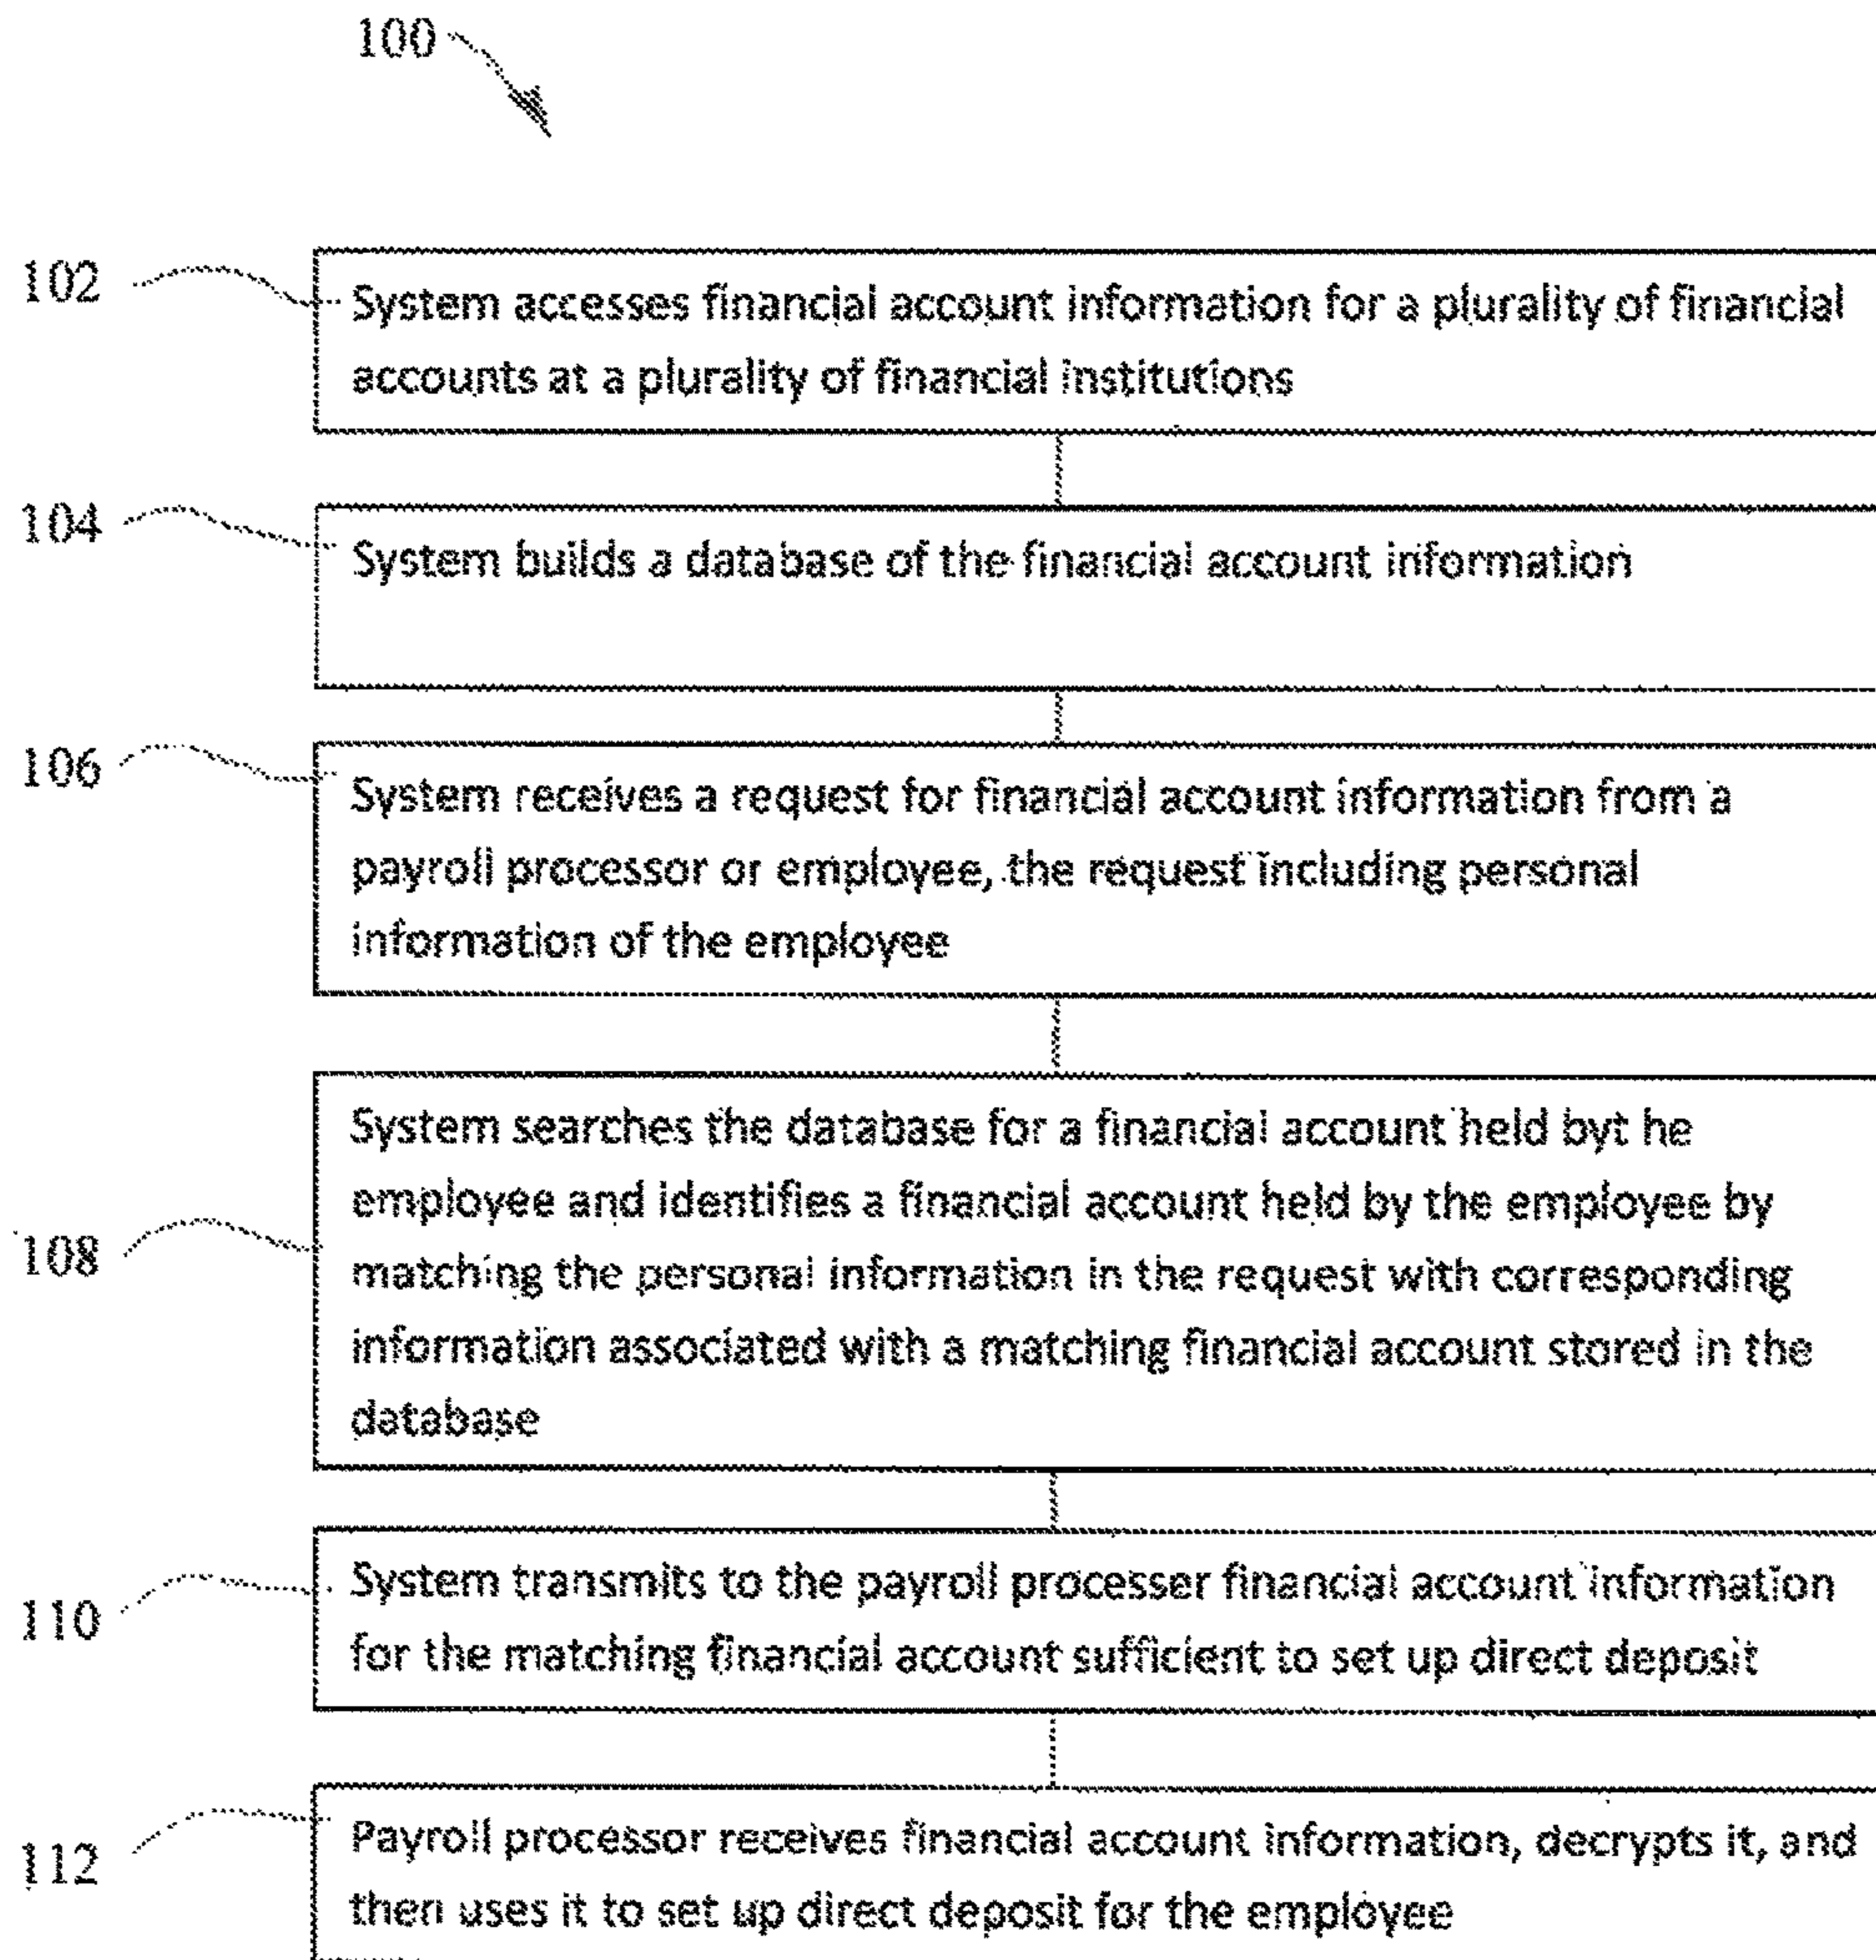 100
102
System accesses financial account information for a plurality of financial
accounts at a plurality of financial institutions
104
System builds a database of the financial account information
106
System receives a request for financial account information from a
payroll processor or employee, the request including personal
information of the employee
108
System searches the database for a financial account held byt he
employee and identifies a financial account held by the employee by
matching the personal information in the request with corresponding
information associated with a matching financial account stored in the
database
110
System transmits to the payroll processer financial account information
for the matching financial account sufficient to set up direct deposit
112
Payroll processor receives financial account information, decrypts it, and
then uses it to set up direct deposit for the employee